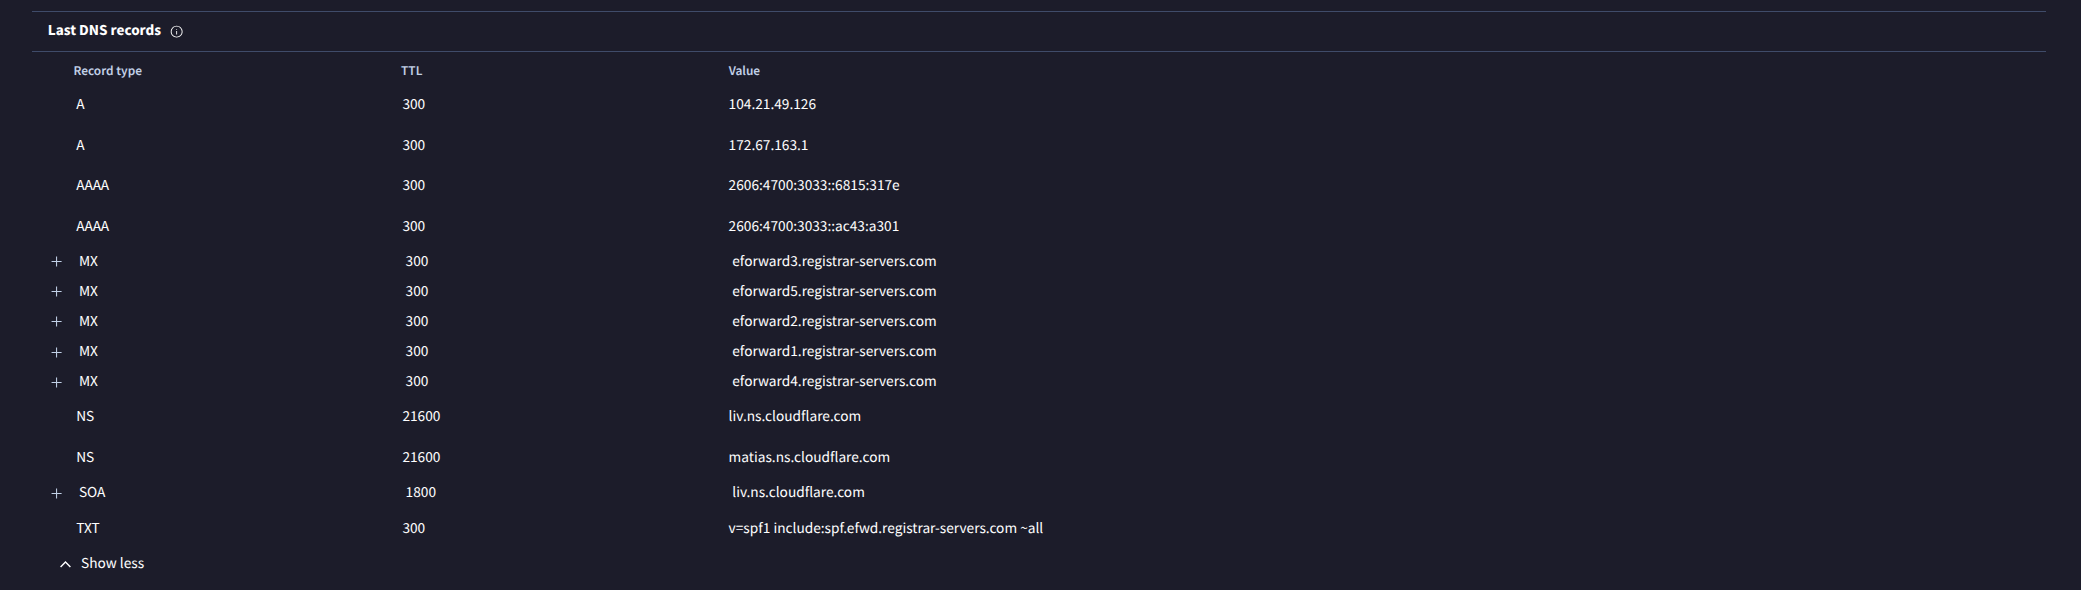 Last DNS records
Record type TTL Value
A 300 104.21.49.126
A 300 172.67.163.1
AAAA 300 2606:4700:3033::6815:317e
AAAA 300 2606:4700:3033::ac43:a301
+ MX 300 eforward3.registrar-servers.com
+ MX 300 eforward5.registrar-servers.com
+ MX 300 eforward2.registrar-servers.com
+ MX 300 eforward1.registrar-servers.com
+ MX 300 eforward4.registrar-servers.com
NS 21600 liv.ns.cloudflare.com
NS 21600 matias.ns.cloudflare.com
+ SOA 1800 liv.ns.cloudflare.com
TXT 300 v=spf1 include:spf.efwd.registrar-servers.com ~all
Show less